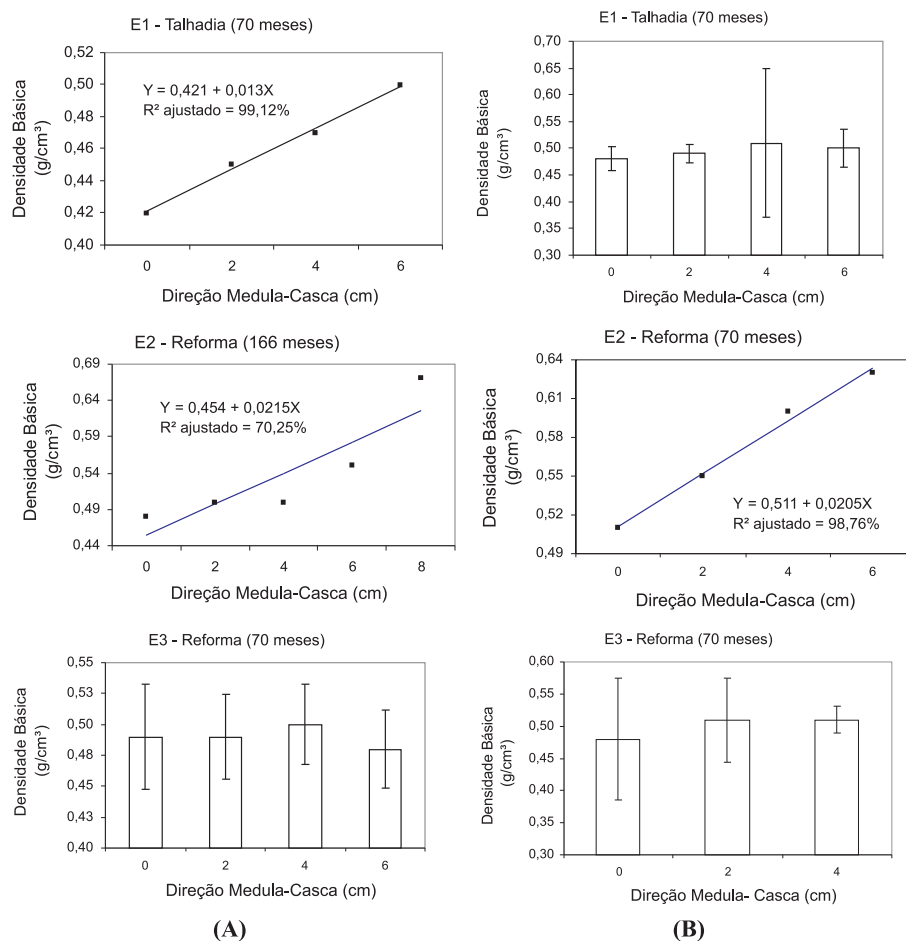 E1 - Talhadia (70 meses)
Densidade Básica
(g/cm³)
0,52
0,50
0,48
0,46
0,44
0,42
0,40
Y = 0,421 + 0,013X
R² ajustado = 99,12%
0 2 4 6
Direção Medula-Casca (cm)
E1 - Talhadia (70 meses)
Densidade Básica
(g/cm³)
0,70
0,65
0,60
0,55
0,50
0,45
0,40
0,35
0,30
0 2 4 6
Direção Medula-Casca (cm)
E2 - Reforma (166 meses)
Densidade Básica
(g/cm³)
0,69
0,64
0,59
0,54
0,49
0,44
Y = 0,454 + 0,0215X
R² ajustado = 70,25%
0 2 4 6 8
Direção Medula-Casca (cm)
E2 - Reforma (70 meses)
Densidade Básica
(g/cm³)
0,64
0,61
0,58
0,55
0,52
0,49
Y = 0,511 + 0,0205X
R² ajustado = 98,76%
0 2 4 6
Direção Medula-Casca (cm)
E3 - Reforma (70 meses)
Densidade Básica
(g/cm³)
0,55
0,53
0,50
0,48
0,45
0,43
0,40
0 2 4 6
Direção Medula-Casca (cm)
E3 - Reforma (70 meses)
Densidade Básica
(g/cm³)
0,60
0,55
0,50
0,45
0,40
0,35
0,30
0 2 4
Direção Medula- Casca (cm)
(A)
(B)